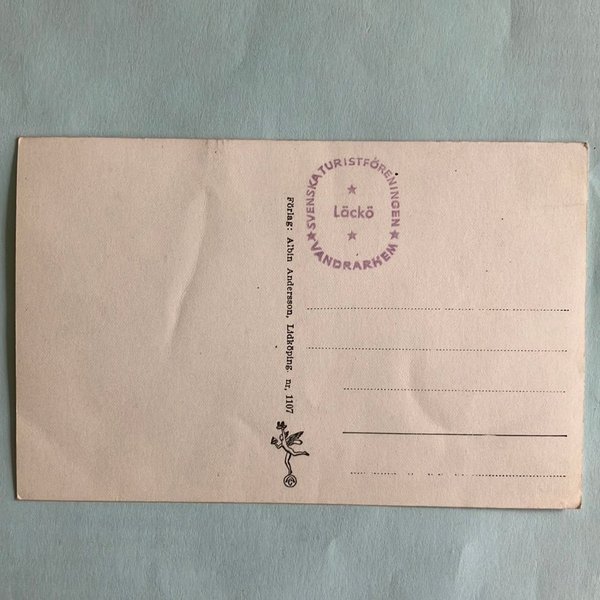 SVENSKA TURISTFÖRENINGEN
Läckö
VANDRARHEM
Förlag: Albin Andersson, Lidköping. nr, 1107